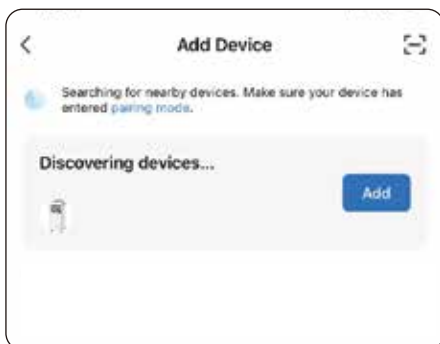 Add Device
Searching for nearby devices. Make sure your device has
entered pairing mode.
Discovering devices...
Add